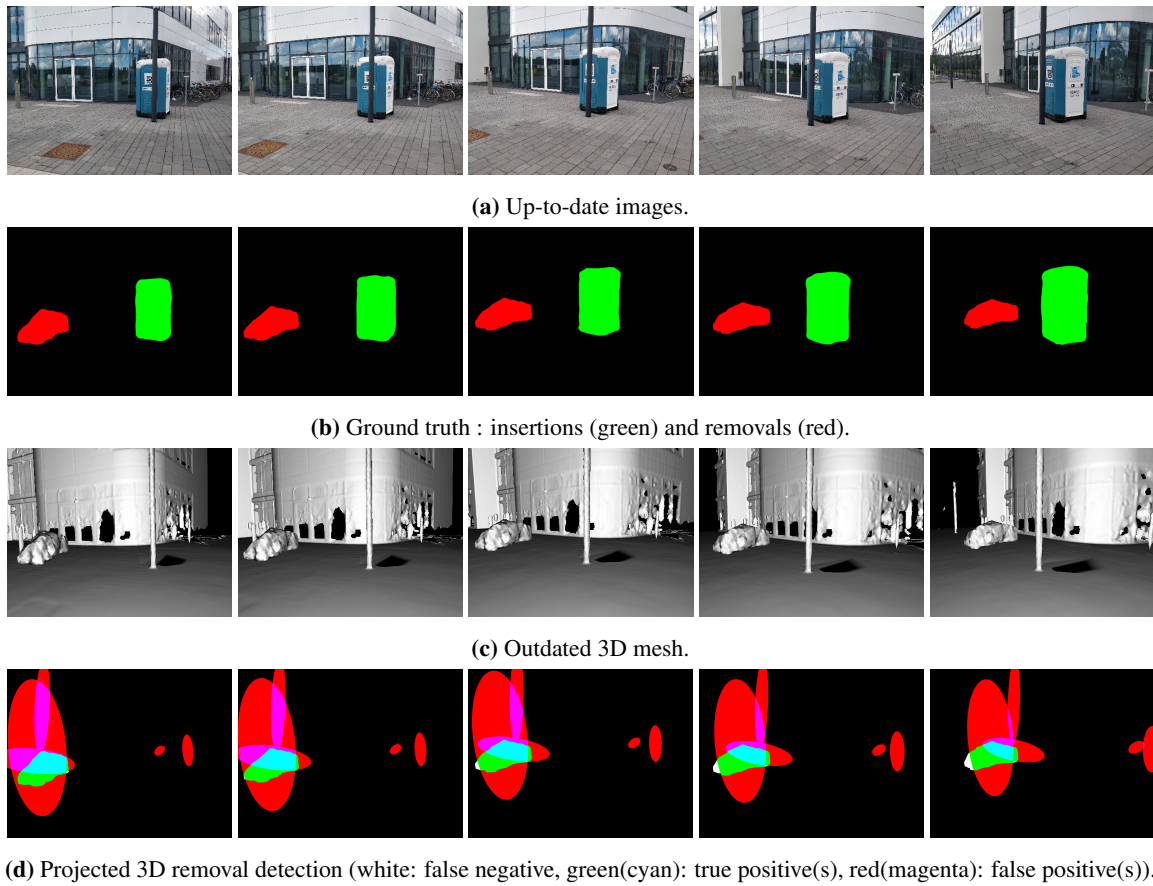 (a) Up-to-date images.
(b) Ground truth : insertions (green) and removals (red).
(c) Outdated 3D mesh.
(d) Projected 3D removal detection (white: false negative, green(cyan): true positive(s), red(magenta): false positive(s)).